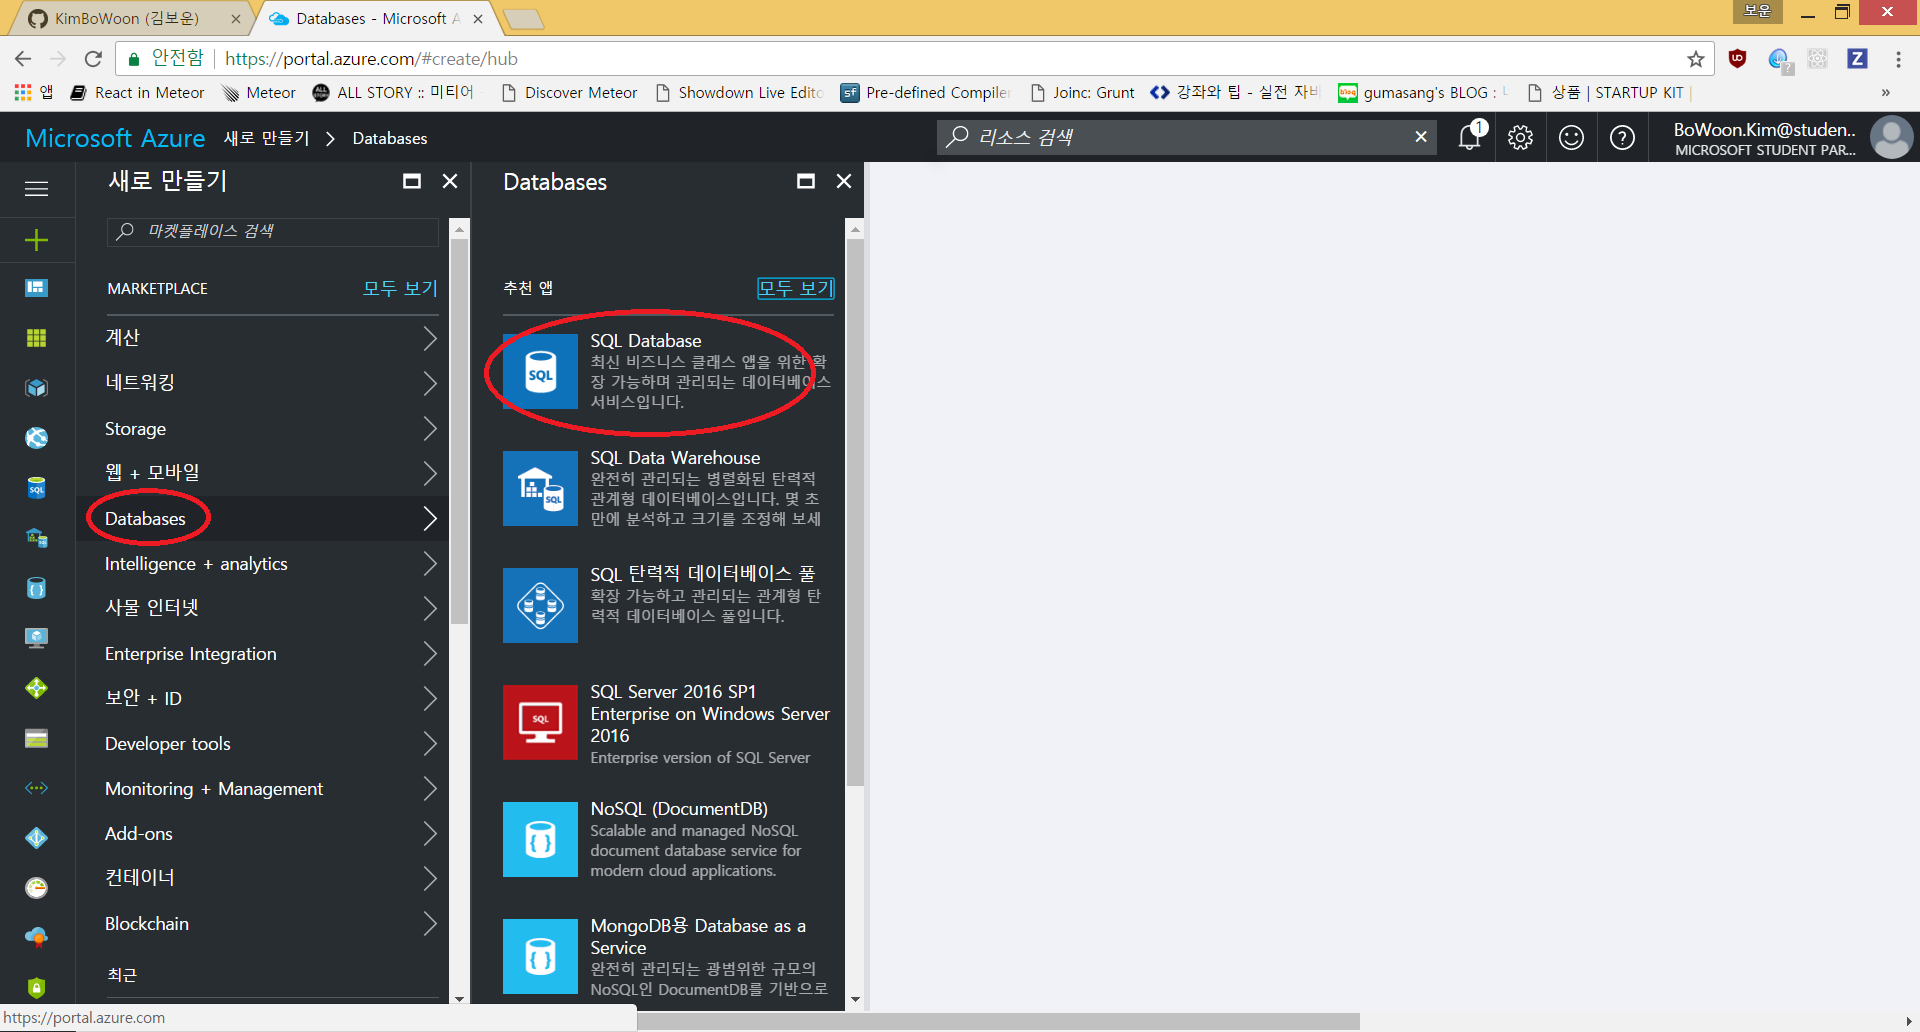 KimBoWoon (김보운)
Databases - Microsoft A
보운
안전함
https://portal.azure.com/#create/hub
앱
React in Meteor
Meteor
ALL STORY :: 미티어
Discover Meteor
Showdown Live Edito
Pre-defined Compiler
Joinc: Grunt
강좌와 팁 - 실전 자바
gumasang's BLOG :
상품 | STARTUP KIT |
»
Microsoft Azure
새로 만들기
Databases
리소스 검색
1
BoWoon.Kim@studen..
MICROSOFT STUDENT PAR...
새로 만들기
마켓플레이스 검색
MARKETPLACE
모두 보기
계산
네트워킹
Storage
웹 + 모바일
Databases
Intelligence + analytics
사물 인터넷
Enterprise Integration
보안 + ID
Developer tools
Monitoring + Management
Add-ons
컨테이너
Blockchain
최근
Databases
추천 앱
모두 보기
SQL
SQL Database
최신 비즈니스 클래스 앱을 위한 확
장 가능하며 관리되는 데이터베이스
서비스입니다.
SQL
SQL Data Warehouse
완전히 관리되는 병렬화된 탄력적
관계형 데이터베이스입니다. 몇 초
만에 분석하고 크기를 조정해 보세
SQL 탄력적 데이터베이스 풀
확장 가능하고 관리되는 관계형 탄
력적 데이터베이스 풀입니다.
SQL
SQL Server 2016 SP1
Enterprise on Windows Server
2016
Enterprise version of SQL Server
NoSQL (DocumentDB)
Scalable and managed NoSQL
document database service for
modern cloud applications.
MongoDB용 Database as a
Service
완전히 관리되는 광범위한 규모의
NoSQL인 DocumentDB를 기반으로
https://portal.azure.com